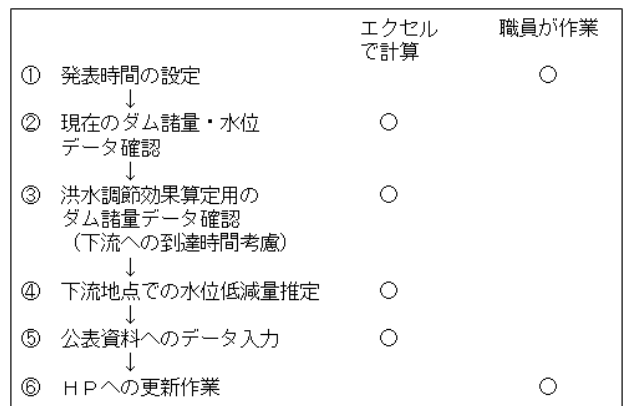 エクセルで計算 職員が作業
① 発表時間の設定 ○
↓
② 現在のダム諸量・水位 ○
データ確認
↓
③ 洪水調節効果算定用の ○
ダム諸量データ確認
（下流への到達時間考慮）
↓
④ 下流地点での水位低減量推定 ○
↓
⑤ 公表資料へのデータ入力 ○
↓
⑥ ＨＰへの更新作業 ○